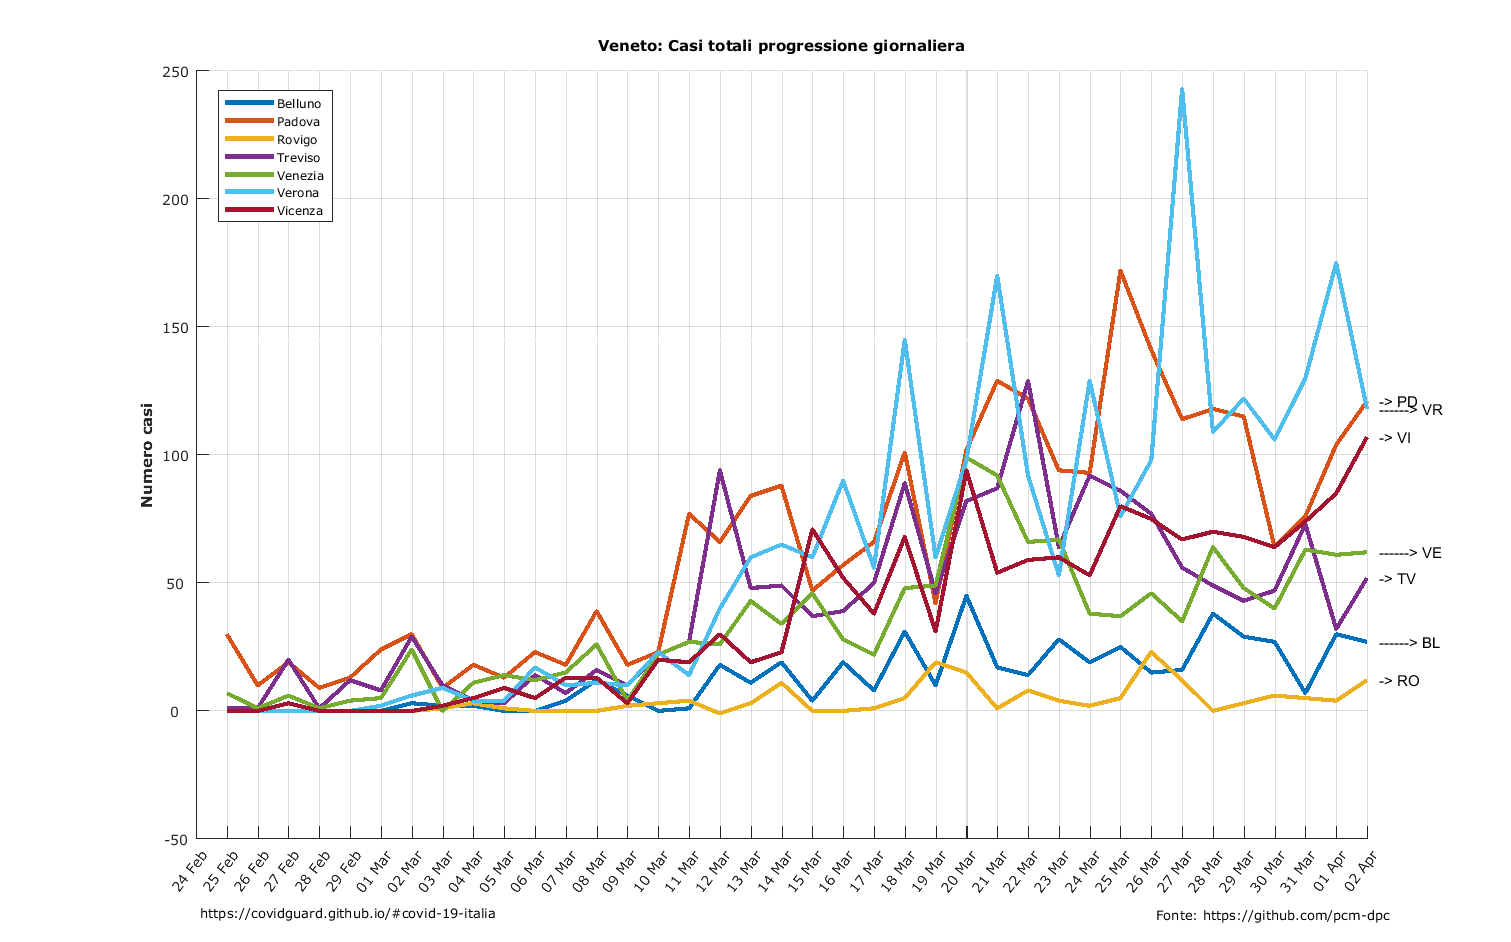 Veneto: Casi totali progressione giornaliera
250
200
150
100
50
0
-50
Numero casi
Belluno
Padova
Rovigo
Treviso
Venezia
Verona
Vicenza
-> PD
------> VR
-> VI
------> VE
-> TV
------> BL
-> RO
24 Feb
25 Feb
26 Feb
27 Feb
28 Feb
29 Feb
01 Mar
02 Mar
03 Mar
04 Mar
05 Mar
06 Mar
07 Mar
08 Mar
09 Mar
10 Mar
11 Mar
12 Mar
13 Mar
14 Mar
15 Mar
16 Mar
17 Mar
18 Mar
19 Mar
20 Mar
21 Mar
22 Mar
23 Mar
24 Mar
25 Mar
26 Mar
27 Mar
28 Mar
29 Mar
30 Mar
31 Mar
01 Apr
02 Apr
https://covidguard.github.io/#covid-19-italia
Fonte: https://github.com/pcm-dpc